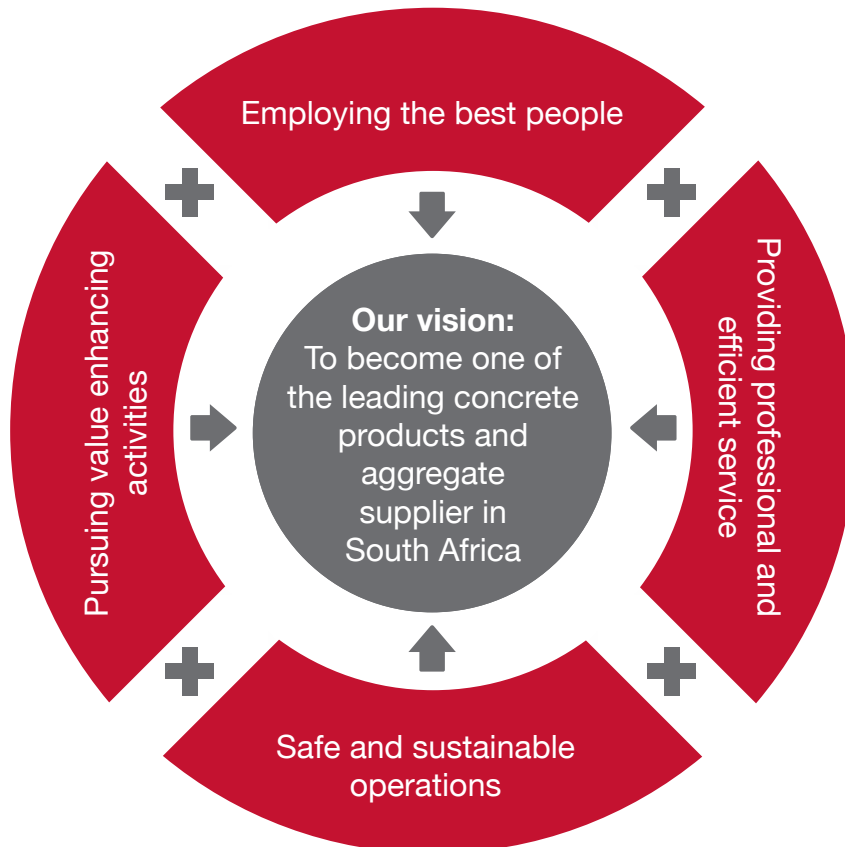 Employing the best people
Providing professional and
efficient service
Our vision:
To become one of
the leading concrete
products and
aggregate
supplier in
South Africa
Pursuing value enhancing
activities
Safe and sustainable
operations